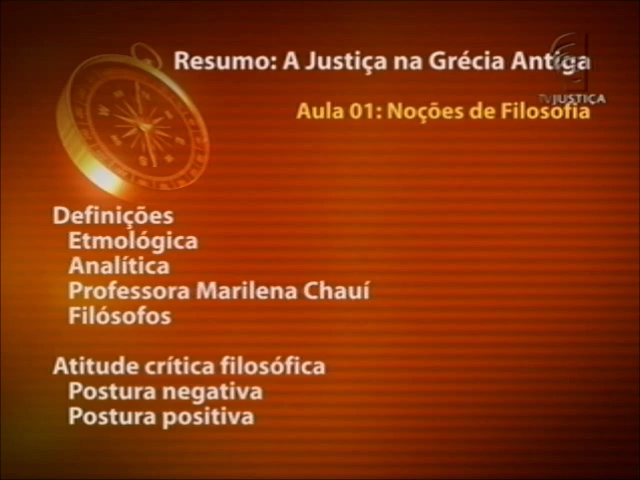 Resumo: A Justiça na Grécia Antiga
TV JUSTIÇA
Aula 01: Noções de Filosofia
Definições
Etmológica
Analítica
Professora Marilena Chauí
Filósofos
Atitude crítica filosófica
Postura negativa
Postura positiva